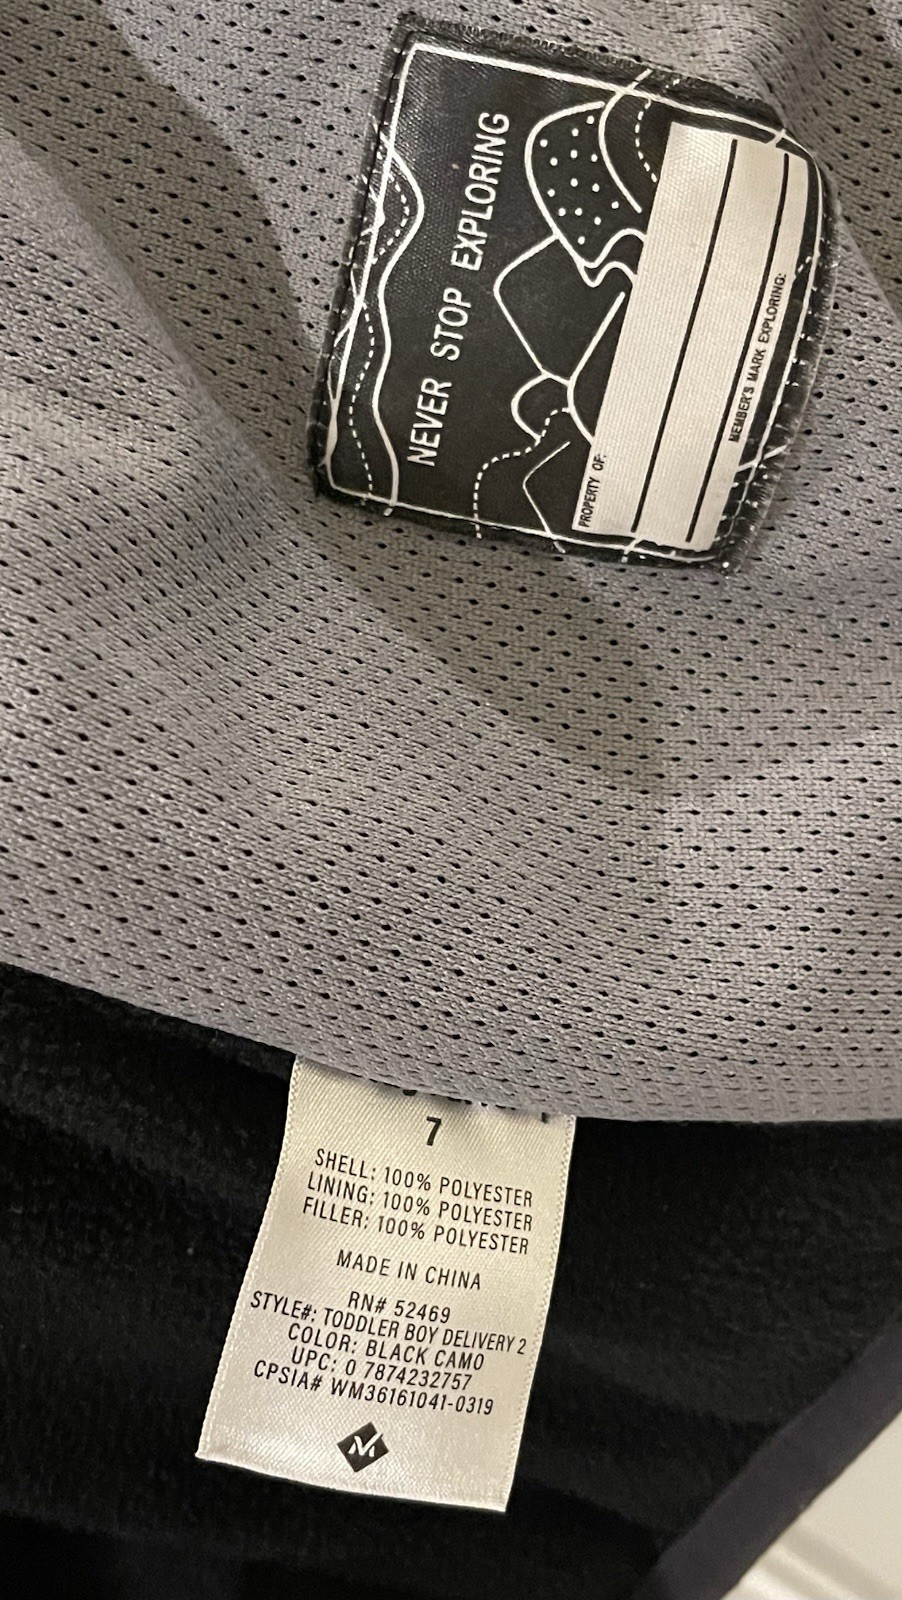 NEVER STOP EXPLORING
PROPERTY OF:
MEMBER'S MARK EXPLORING:
7
SHELL: 100% POLYESTER
LINING: 100% POLYESTER
FILLER: 100% POLYESTER
MADE IN CHINA
RN# 52469
STYLE#: TODDLER BOY DELIVERY 2
COLOR: BLACK CAMO
UPC: 0 7874232757
CPSIA# WM36161041-0319